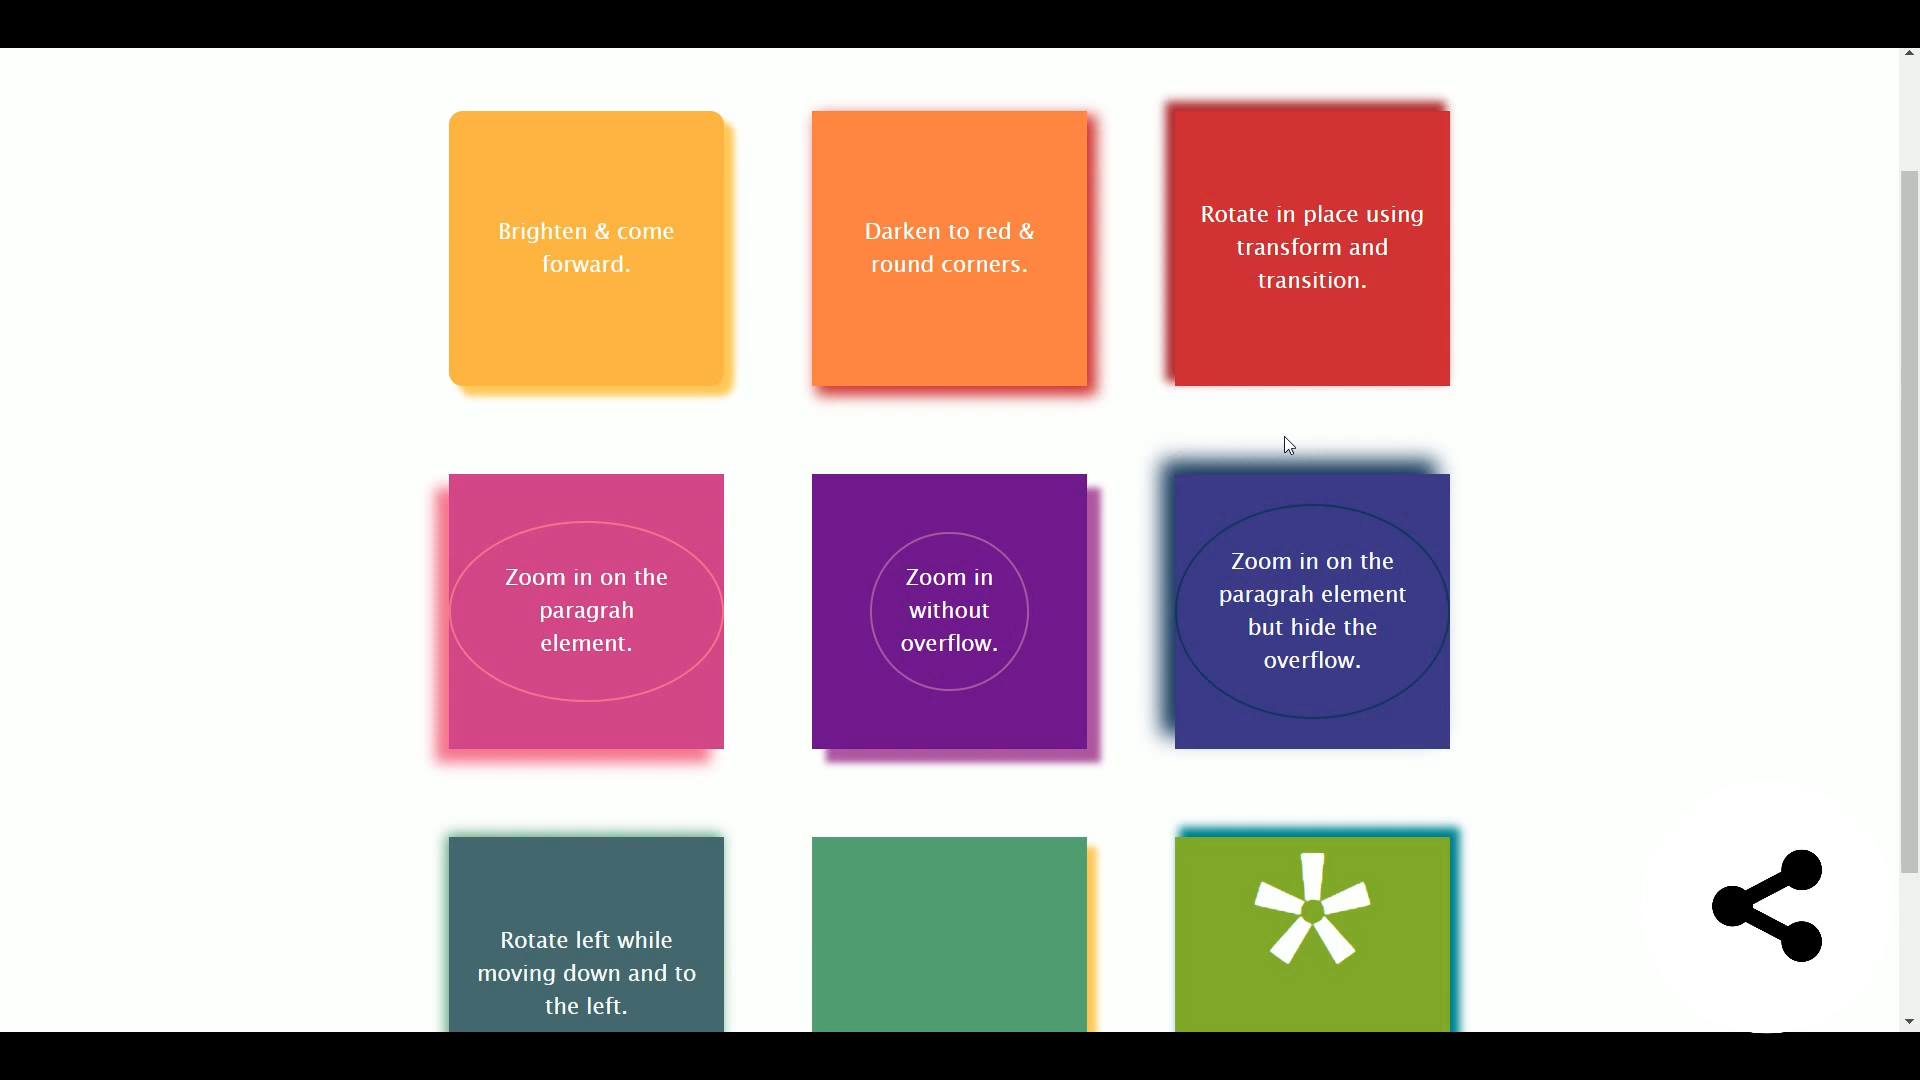 Brighten & come
forward.
Darken to red &
round corners.
Rotate in place using
transform and
transition.
Zoom in on the
paragrah
element.
Zoom in
without
overflow.
Zoom in on the
paragrah element
but hide the
overflow.
Rotate left while
moving down and to
the left.